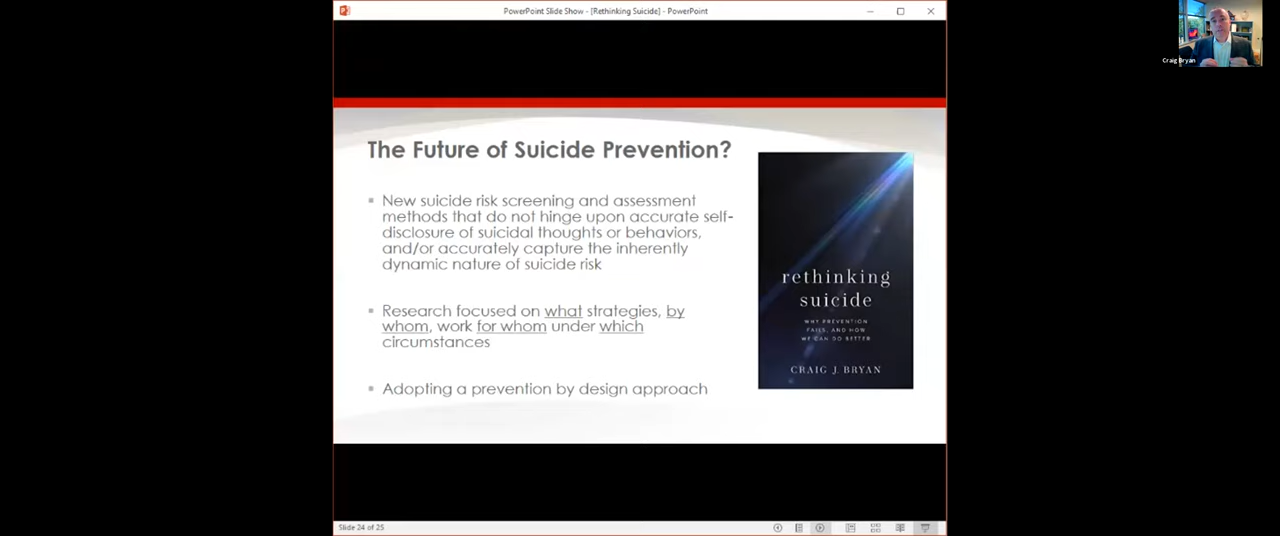 PowerPoint Slide Show - [Rethinking Suicide] - PowerPoint
Craig Bryan
The Future of Suicide Prevention?
New suicide risk screening and assessment
methods that do not hinge upon accurate self-
disclosure of suicidal thoughts or behaviors,
and/or accurately capture the inherently
dynamic nature of suicide risk
Research focused on what strategies, by
whom, work for whom under which
circumstances
Adopting a prevention by design approach
rethinking
suicide
WHY PREVENTION
FAILS, AND HOW
WE CAN DO BETTER
CRAIG J. BRYAN
Slide 24 of 25